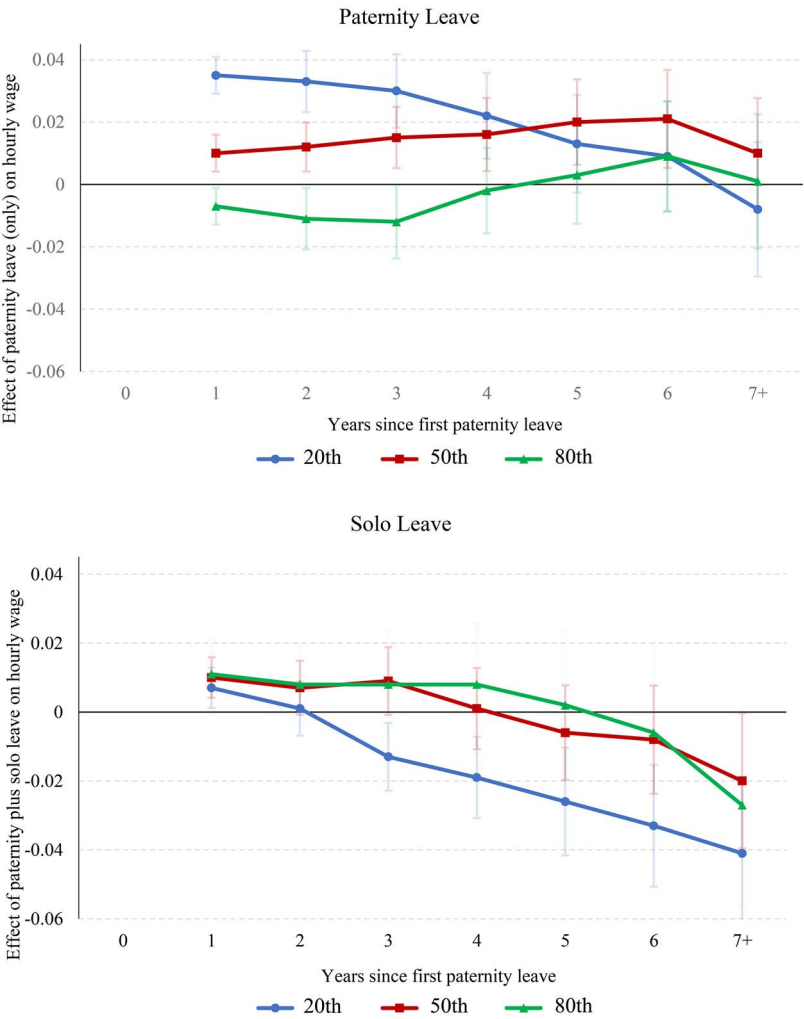 Paternity Leave
Effect of paternity leave (only) on hourly wage
0.04
0.02
0
-0.02
-0.04
-0.06
0 1 2 3 4 5 6 7+
Years since first paternity leave
20th 50th 80th
Solo Leave
Effect of paternity plus solo leave on hourly wage
0.04
0.02
0
-0.02
-0.04
-0.06
0 1 2 3 4 5 6 7+
Years since first paternity leave
20th 50th 80th